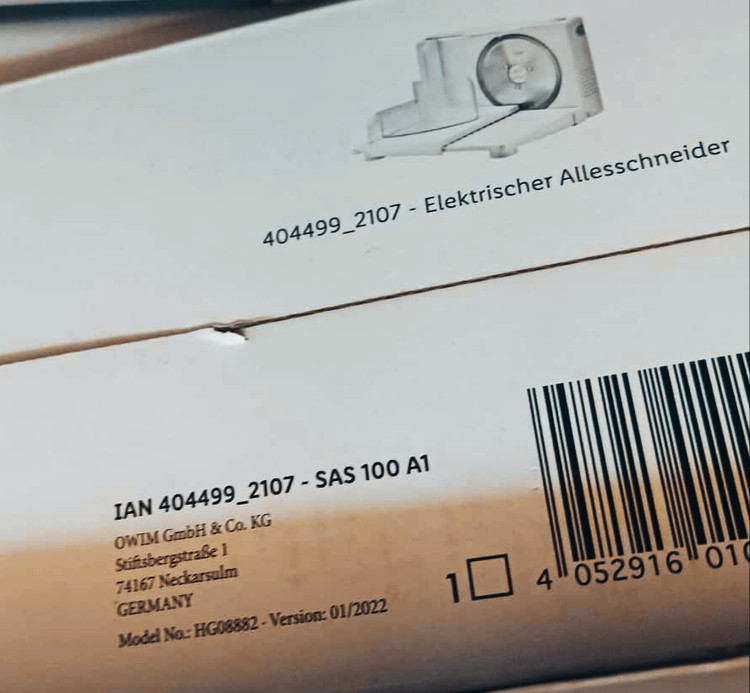 404499_2107 - Elektrischer Allesschneider
IAN 404499_2107 - SAS 100 A1
OWIM GmbH & Co. KG
Stiftsbergstraße 1
74167 Neckarsulm
GERMANY
Model No.: HG08882 - Version: 01/2022
1
4 052916 010